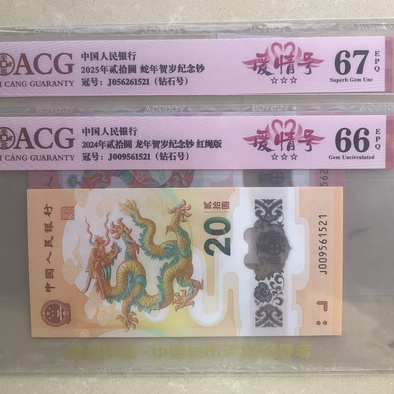 ACG
I CANG GUARANTY
中国人民银行
2025年贰拾圆 蛇年贺岁纪念钞
冠号：J056261521（钻石号）
爱情号
☆☆☆
67
EPQ
Superb Gem Unc
ACG
I CANG GUARANTY
中国人民银行
2024年贰拾圆 龙年贺岁纪念钞 红绳版
冠号：J009561521（钻石号）
爱情号
☆☆☆
66
EPQ
Gem Uncirculated
中国人民银行
贰拾圆
20
J009561521